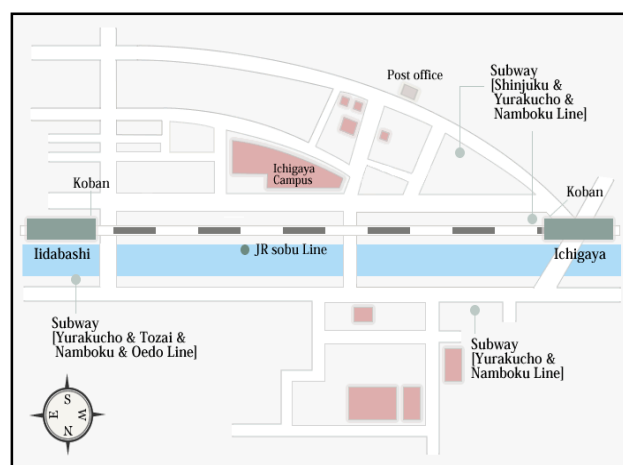 Subway
[Shinjuku &
Yurakucho &
Namboku Line]
Post office
Ichigaya
Campus
Koban
Koban
Iidabashi
JR sobu Line
Ichigaya
Subway
[Yurakucho & Tozai &
Namboku & Oedo Line]
Subway
[Yurakucho &
Namboku Line]
S
E
W
N